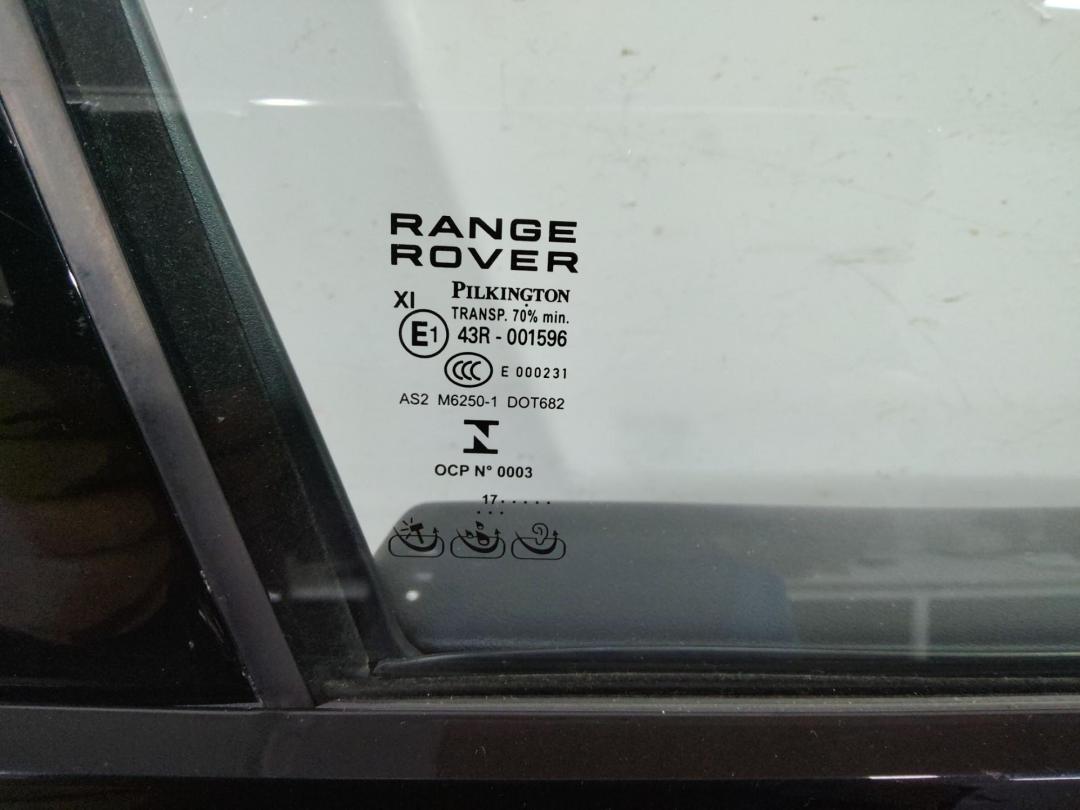 RANGE
ROVER
PILKINGTON
XI
TRANSP. 70% min.
E1 43R - 001596
CCC E 000231
AS2 M6250-1 DOT682
OCP N° 0003
17. . . . .
. . .